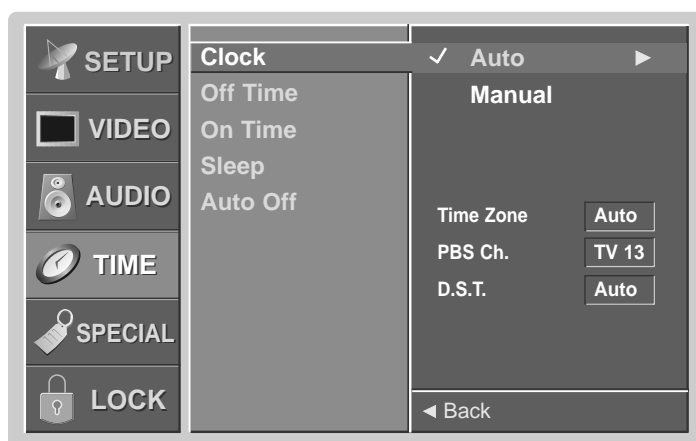 SETUP
VIDEO
AUDIO
TIME
SPECIAL
LOCK
Clock
Off Time
On Time
Sleep
Auto Off
✓ Auto ►
Manual
Time Zone Auto
PBS Ch. TV 13
D.S.T. Auto
◄ Back